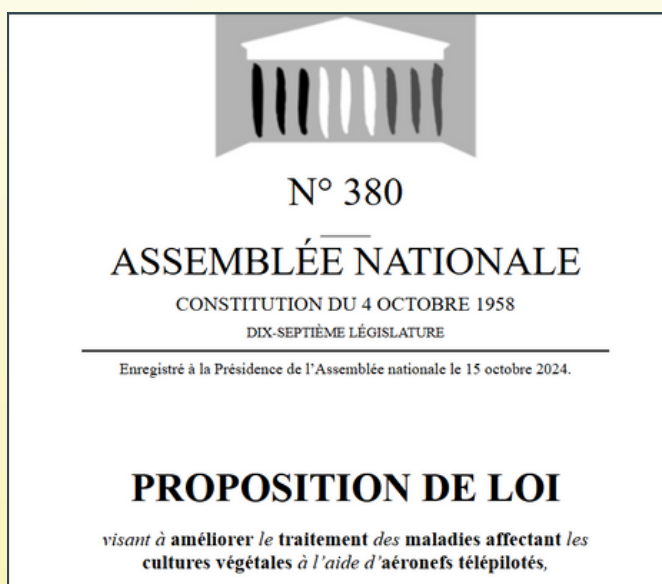 N° 380
ASSEMBLÉE NATIONALE
CONSTITUTION DU 4 OCTOBRE 1958
DIX-SEPTIÈME LÉGISLATURE
Enregistré à la Présidence de l’Assemblée nationale le 15 octobre 2024.
PROPOSITION DE LOI
visant à améliorer le traitement des maladies affectant les
cultures végétales à l’aide d’aéronefs télépilotés,